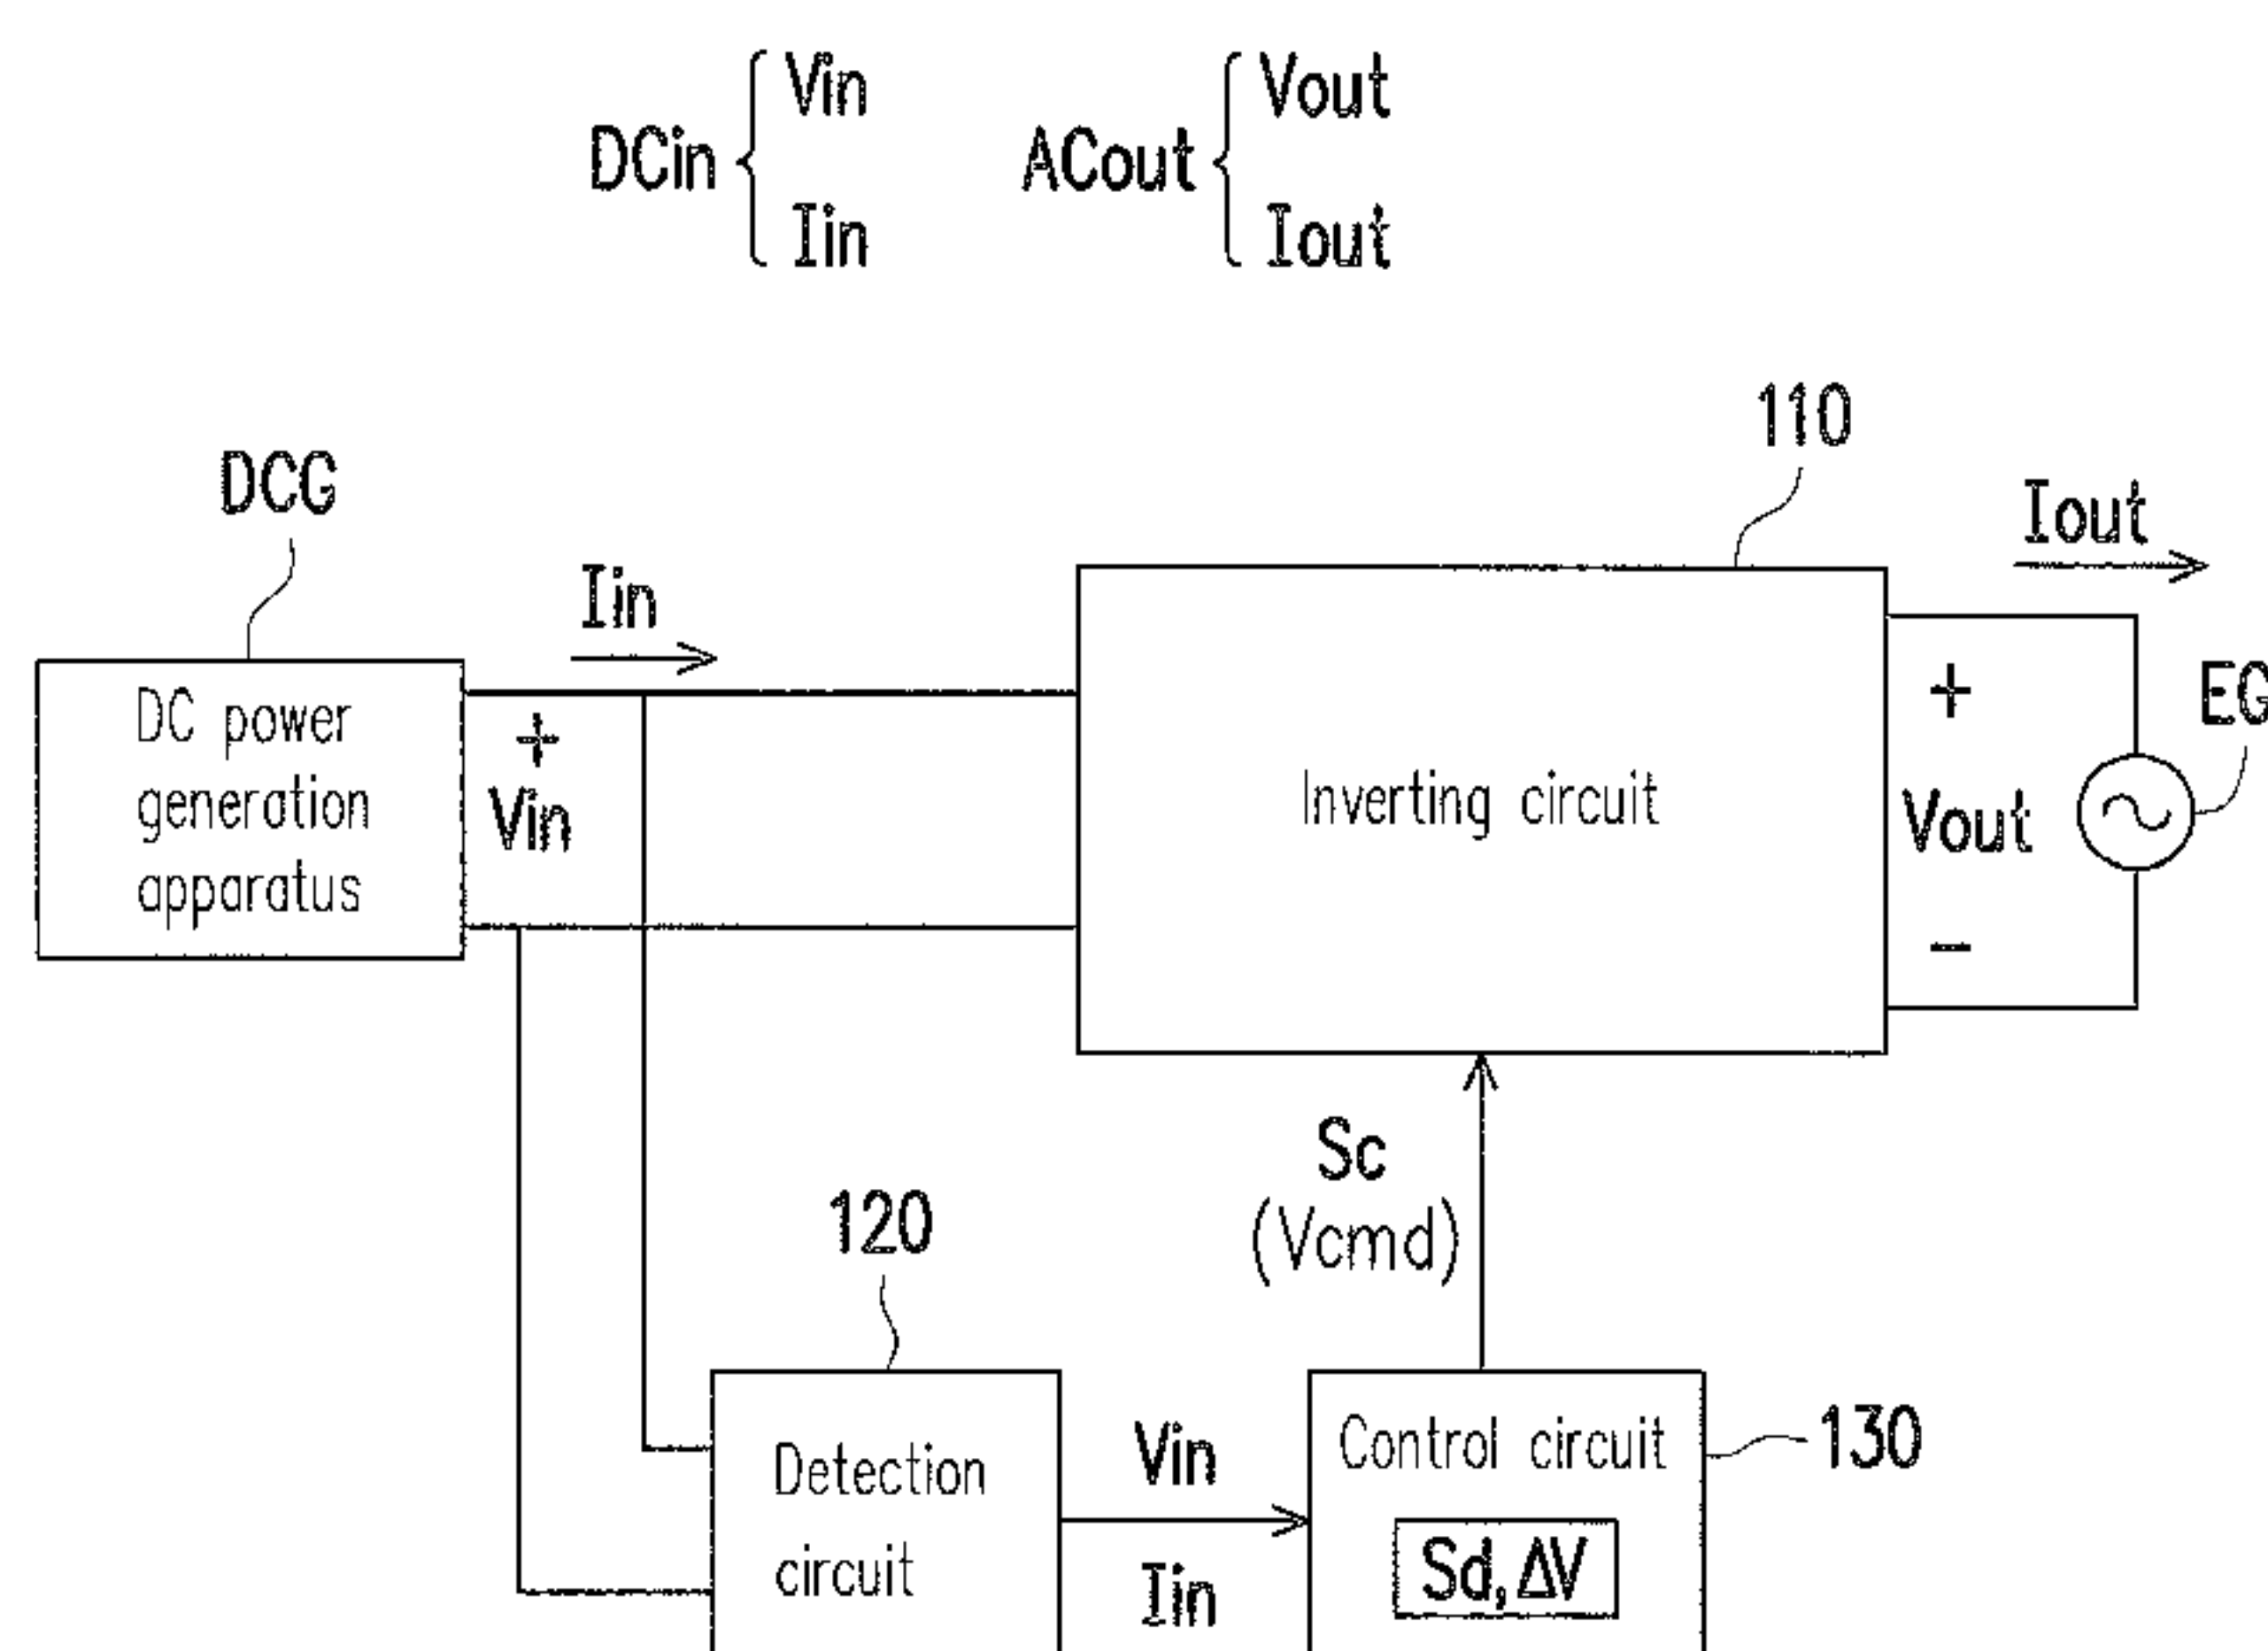 Vin
DCin
Iin
Vout
ACout
Iout
110
DCG
Iout
Iin
DC power
generation
apparatus
+
Vin
Inverting circuit
+
Vout
−
EG
Sc
(Vcmd)
120
Detection
circuit
Vin
Iin
Control circuit
Sd,ΔV
130